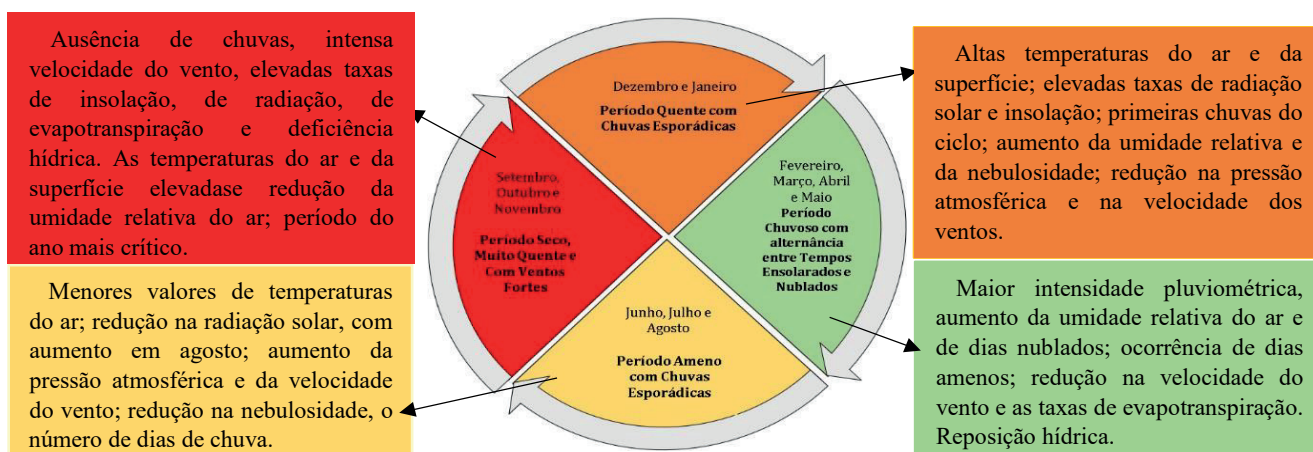 Ausência de chuvas, intensa
velocidade do vento, elevadas taxas
de insolação, de radiação, de
evapotranspiração e deficiência
hídrica. As temperaturas do ar e da
superfície elevadase redução da
umidade relativa do ar; período do
ano mais crítico.
Menores valores de temperaturas
do ar; redução na radiação solar, com
aumento em agosto; aumento da
pressão atmosférica e da velocidade
do vento; redução na nebulosidade, o
número de dias de chuva.
Dezembro e Janeiro
Período Quente com
Chuvas Esporádicas
Setembro,
Outubro e
Novembro
Período Seco,
Muito Quente e
Com Ventos
Fortes
Fevereiro,
Março, Abril
e Maio
Período
Chuvoso com
alternância
entre Tempos
Ensolarados e
Nublados
Junho, Julho e
Agosto
Período Ameno
com Chuvas
Esporádicas
Altas temperaturas do ar e da
superfície; elevadas taxas de radiação
solar e insolação; primeiras chuvas do
ciclo; aumento da umidade relativa e
da nebulosidade; redução na pressão
atmosférica e na velocidade dos
ventos.
Maior intensidade pluviométrica,
aumento da umidade relativa do ar e
de dias nublados; ocorrência de dias
amenos; redução na velocidade do
vento e as taxas de evapotranspiração.
Reposição hídrica.